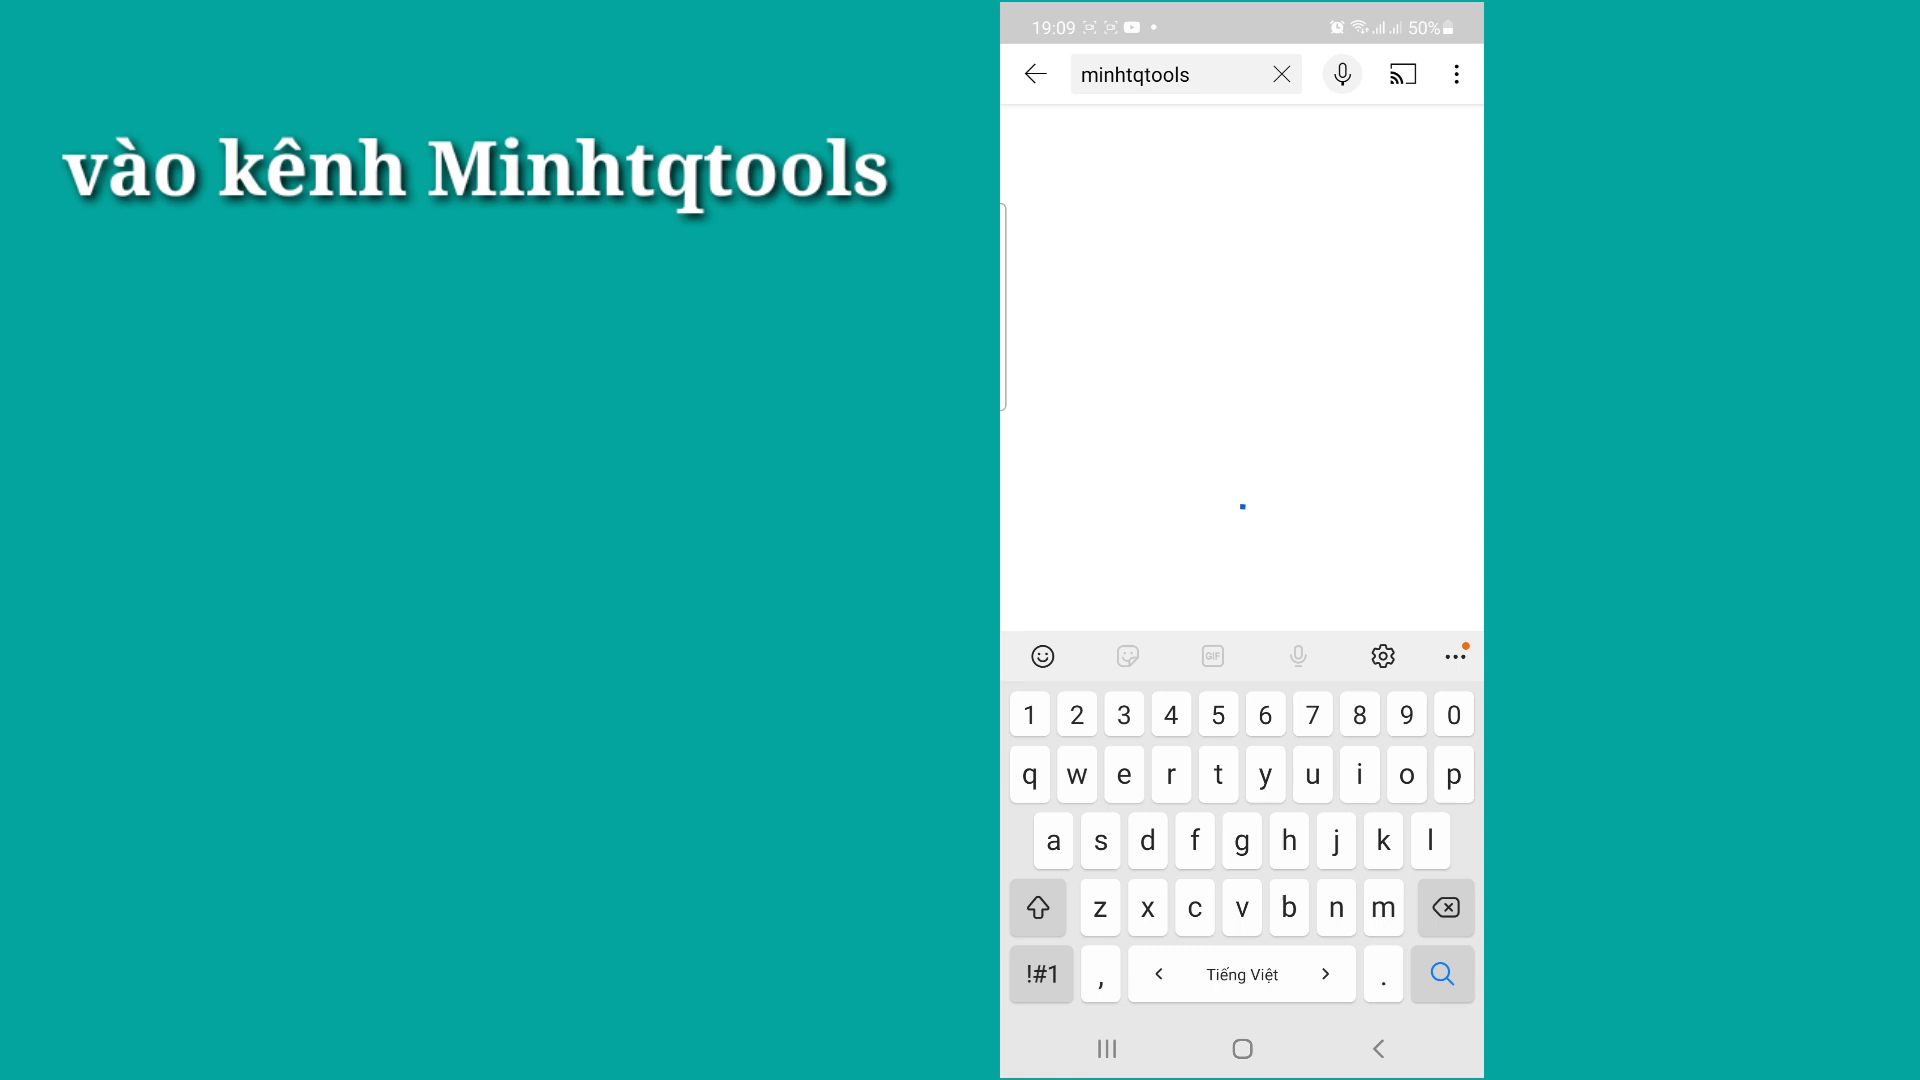 vào kênh Minhtqtools
19:09 50%
minhtqtools
GIF
1 2 3 4 5 6 7 8 9 0
q w e r t y u i o p
a s d f g h j k l
z x c v b n m
!#1 , < Tiếng Việt > .